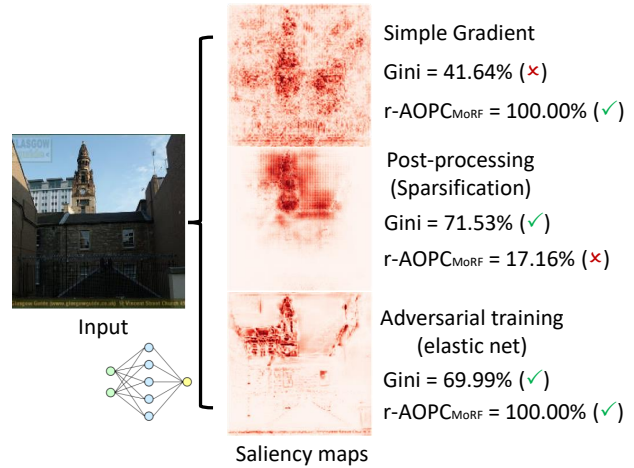 Simple Gradient
Gini = 41.64% (✗)
r-AOPCMoRF = 100.00% (✓)
GLASGOW
Post-processing
(Sparsification)
Gini = 71.53% (✓)
r-AOPCMoRF = 17.16% (✗)
Input
Adversarial training
(elastic net)
Gini = 69.99% (✓)
r-AOPCMoRF = 100.00% (✓)
Saliency maps